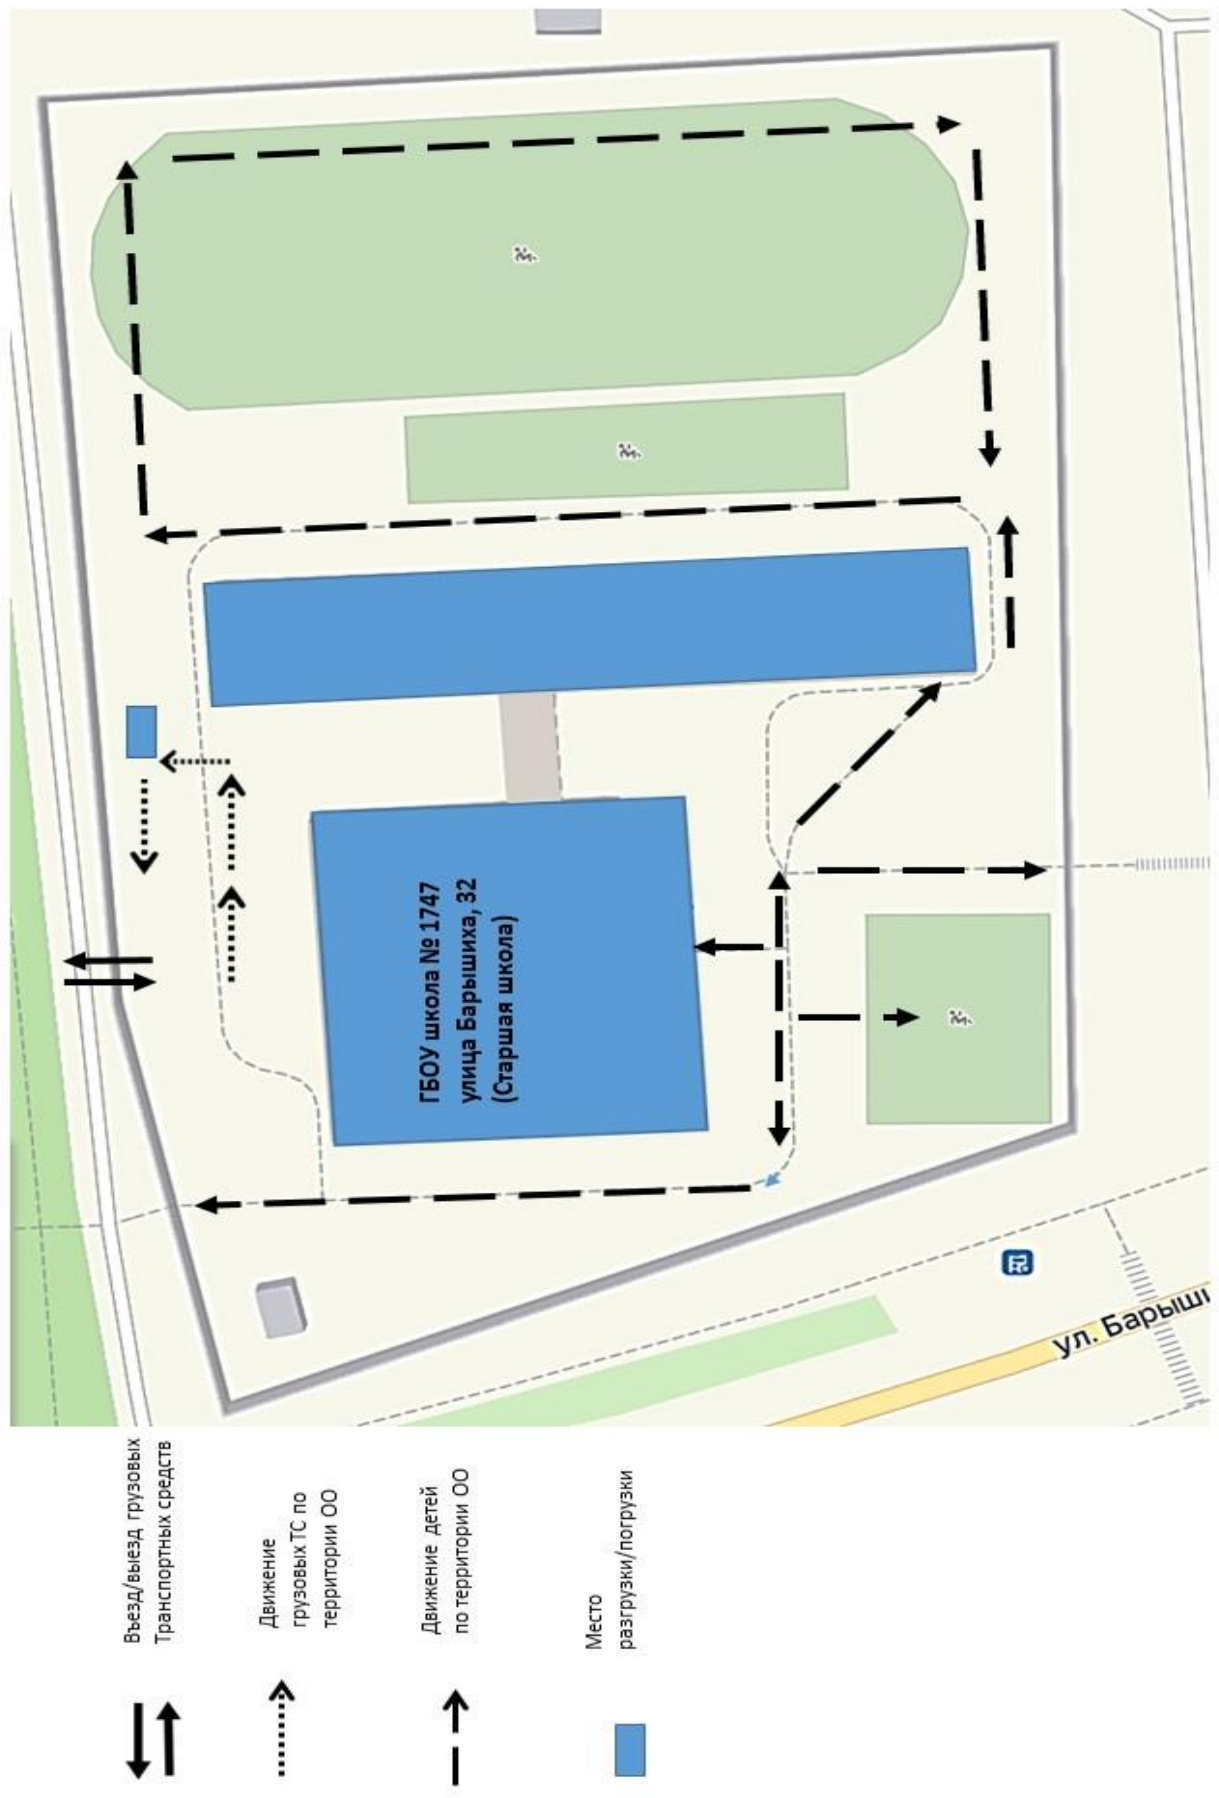 ГБОУ школа № 1747
улица Барышиха, 32
(Старшая школа)
ул. Барыши
Въезд/выезд грузовых
Транспортных средств
Движение
грузовых ТС по
территории ОО
Движение детей
по территории ОО
Место
разгрузки/погрузки